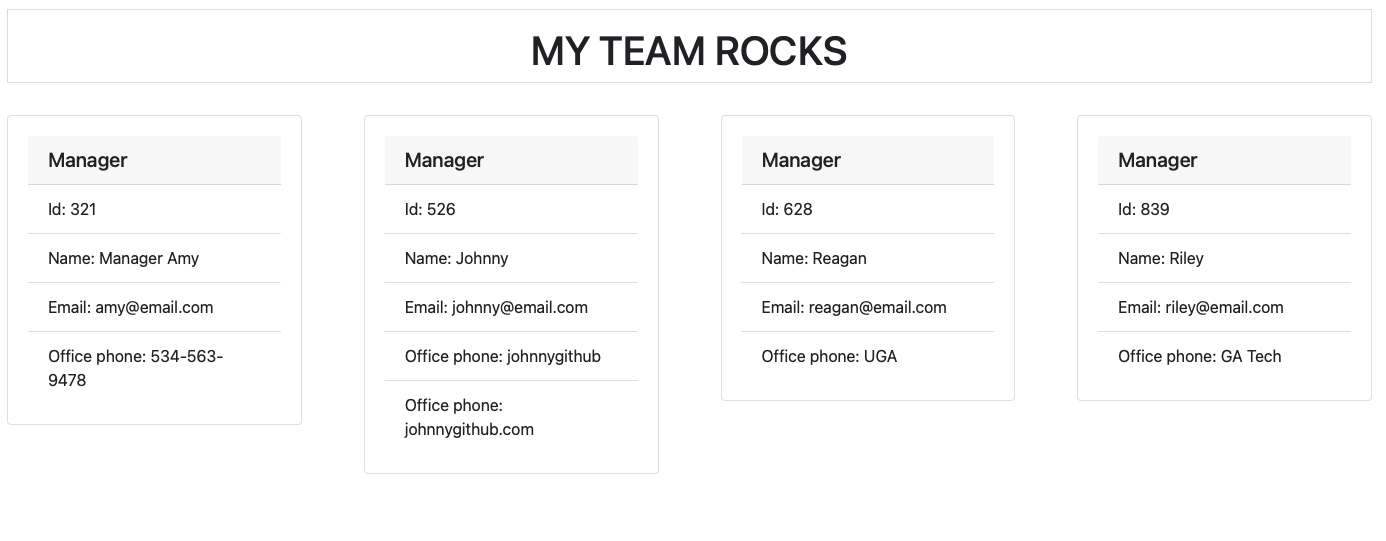 MY TEAM ROCKS
Manager
Id: 321
Name: Manager Amy
Email: amy@email.com
Office phone: 534-563-
9478
Manager
Id: 526
Name: Johnny
Email: johnny@email.com
Office phone: johnnygithub
Office phone:
johnnygithub.com
Manager
Id: 628
Name: Reagan
Email: reagan@email.com
Office phone: UGA
Manager
Id: 839
Name: Riley
Email: riley@email.com
Office phone: GA Tech